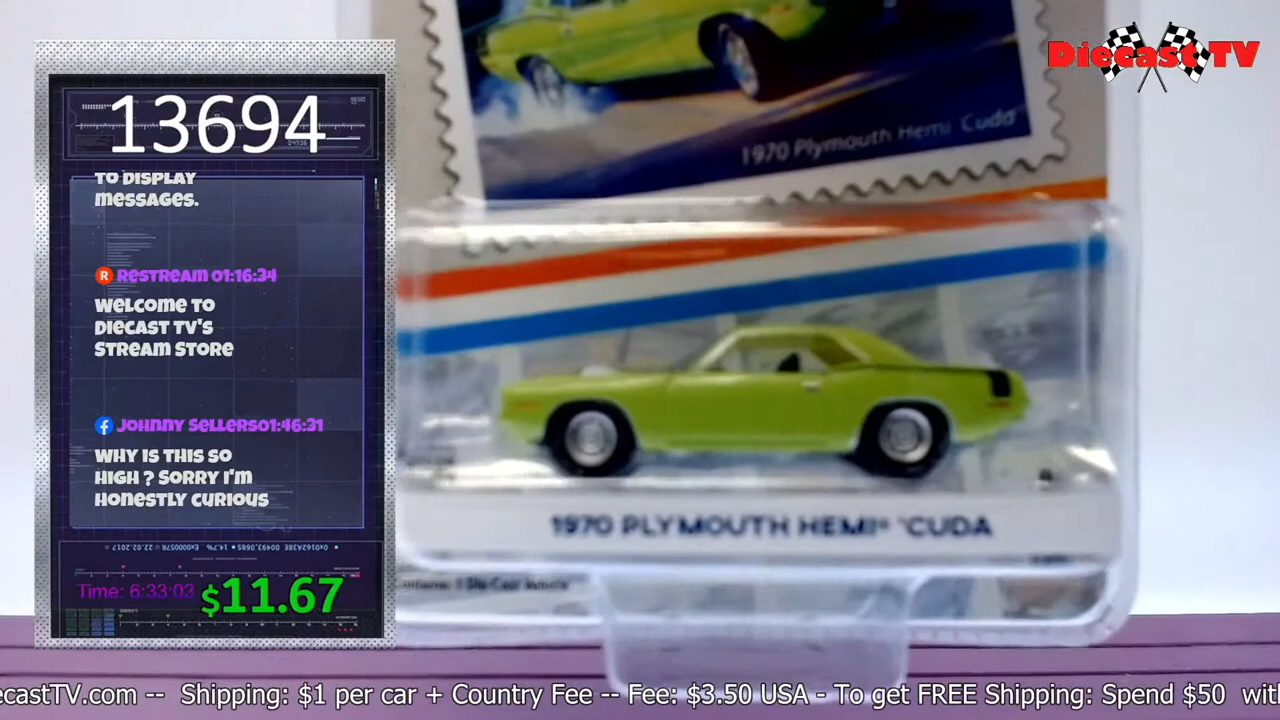 Diecast TV
13694
TO DISPLAY
MESSAGES.
RESTREAM 01:16:34
WELCOME TO
DIECAST TV'S
STREAM STORE
JOHNNY SELLERS01:46:31
WHY IS THIS SO
HIGH ? SORRY I'M
HONESTLY CURIOUS
Time: 6:33:03
$11.67
1970 Plymouth Hemi 'Cuda
1970 PLYMOUTH HEMI® 'CUDA
ecastTV.com -- Shipping: $1 per car + Country Fee -- Fee: $3.50 USA - To get FREE Shipping: Spend $50 wit